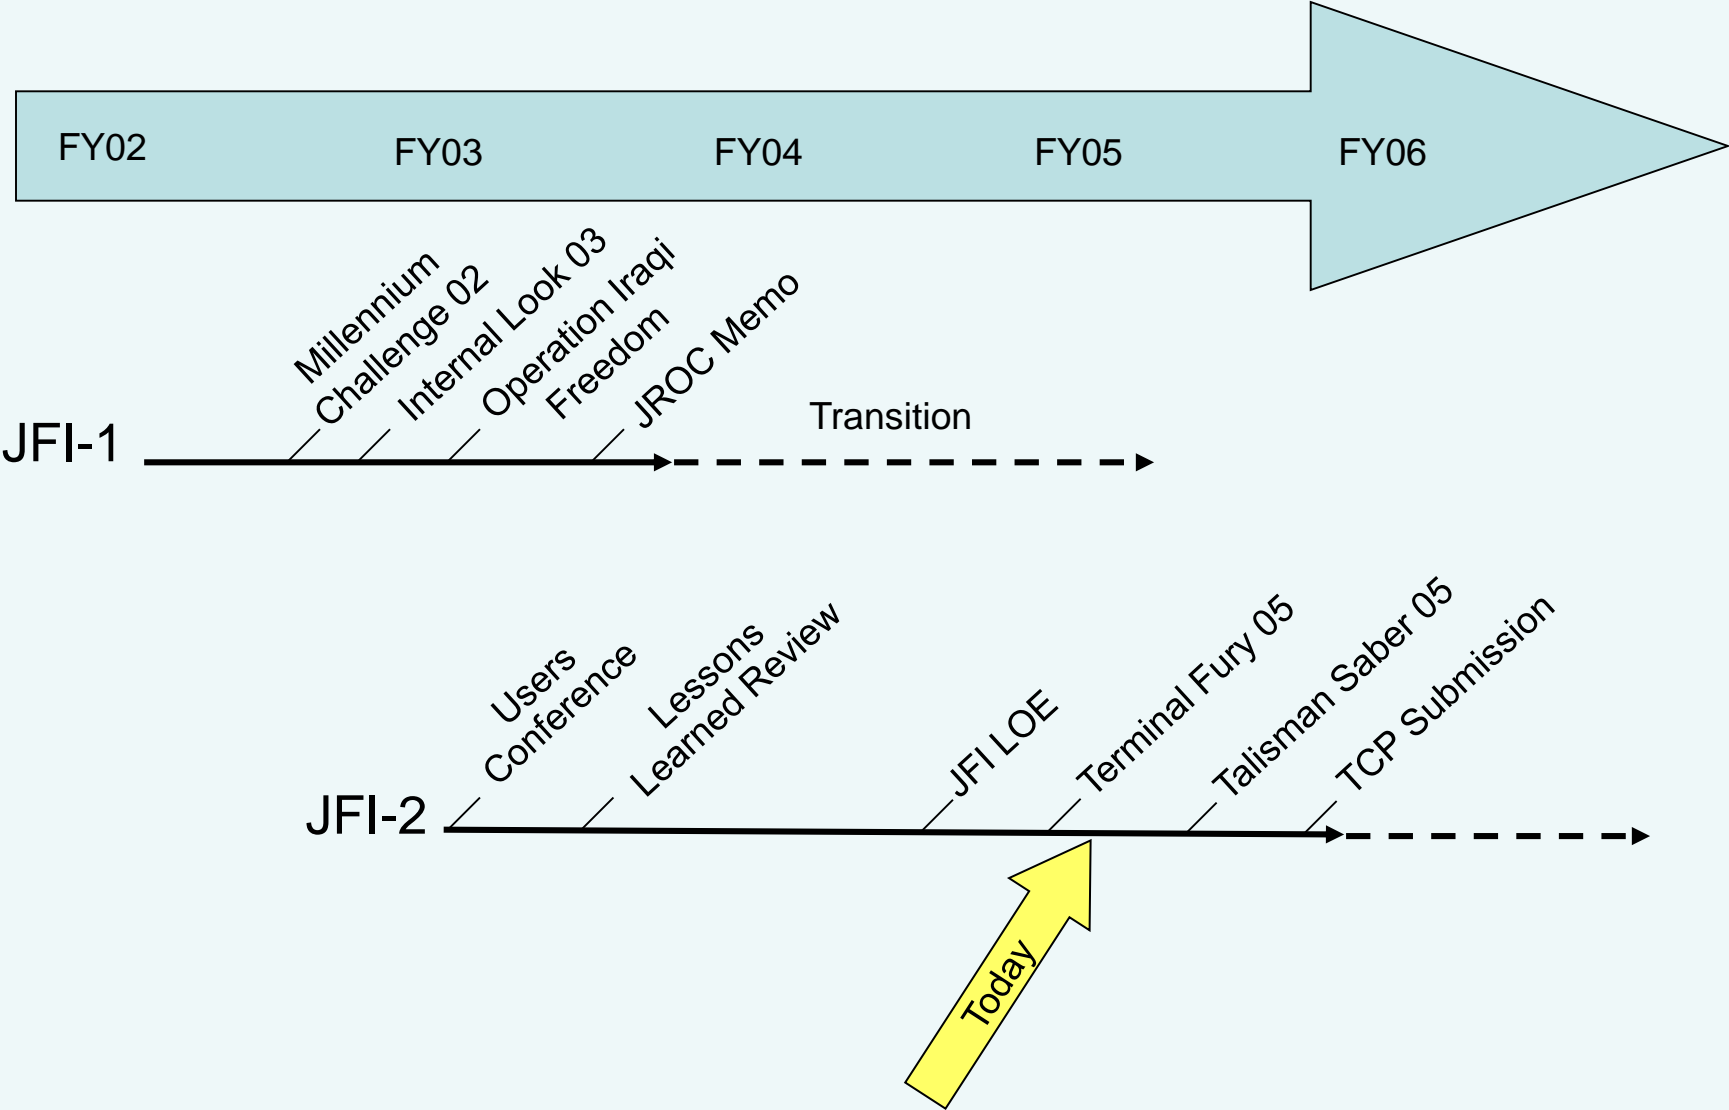 FY02
FY03
FY04
FY05
FY06
Millennium
Challenge 02
Internal Look 03
Operation Iraqi
Freedom
JROC Memo
Transition
JFI-1
Users
Conference
Lessons
Learned Review
JFI LOE
Terminal Fury 05
Talisman Saber 05
TCP Submission
JFI-2
Today